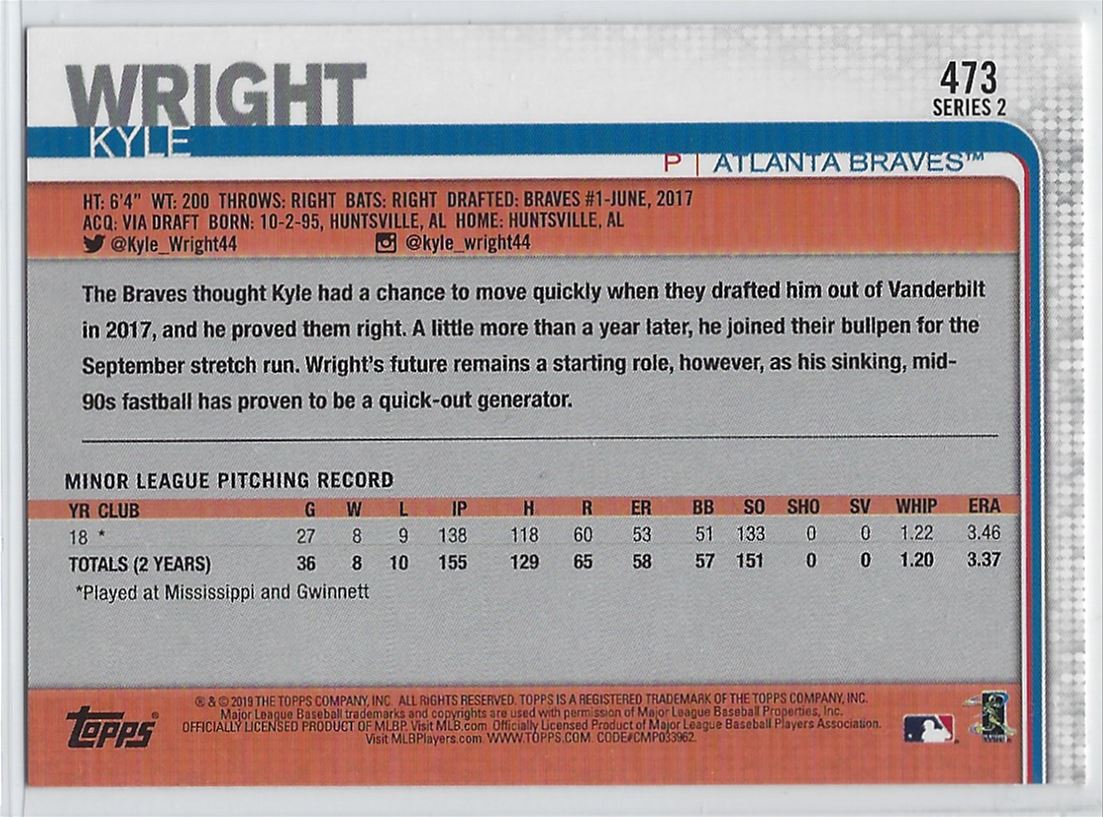 WRIGHT
KYLE
473
SERIES 2
P | ATLANTA BRAVES™
HT: 6'4" WT: 200 THROWS: RIGHT BATS: RIGHT DRAFTED: BRAVES #1-JUNE, 2017
ACQ: VIA DRAFT BORN: 10-2-95, HUNTSVILLE, AL HOME: HUNTSVILLE, AL
@Kyle_Wright44 @kyle_wright44
The Braves thought Kyle had a chance to move quickly when they drafted him out of Vanderbilt
in 2017, and he proved them right. A little more than a year later, he joined their bullpen for the
September stretch run. Wright's future remains a starting role, however, as his sinking, mid-
90s fastball has proven to be a quick-out generator.
MINOR LEAGUE PITCHING RECORD
YR CLUB G W L IP H R ER BB SO SHO SV WHIP ERA
18 * 27 8 9 138 118 60 53 51 133 0 0 1.22 3.46
TOTALS (2 YEARS) 36 8 10 155 129 65 58 57 151 0 0 1.20 3.37
*Played at Mississippi and Gwinnett
Topps®
® & © 2019 THE TOPPS COMPANY, INC. ALL RIGHTS RESERVED. TOPPS IS A REGISTERED TRADEMARK OF THE TOPPS COMPANY, INC.
Major League Baseball trademarks and copyrights are used with permission of Major League Baseball Properties, Inc.
OFFICIALLY LICENSED PRODUCT OF MLBP. Visit MLB.com. Officially Licensed Product of Major League Baseball Players Association.
Visit MLBPlayers.com. WWW.TOPPS.COM. CODE#CMP033962.